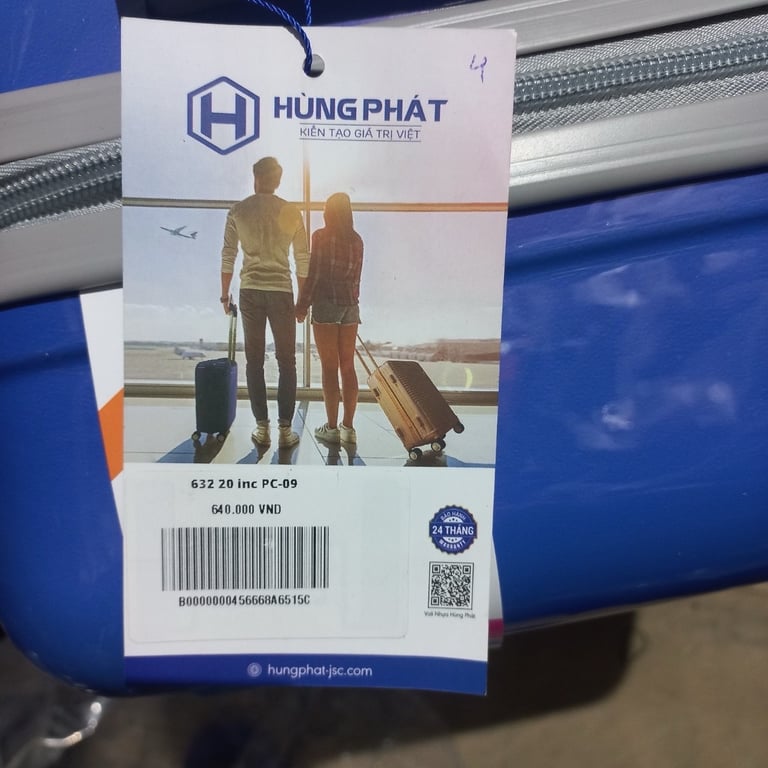 4
HÙNG PHÁT
KIẾN TẠO GIÁ TRỊ VIỆT
632 20 inc PC-09
640.000 VND
B0000000456668A6515C
BẢO HÀNH
24 THÁNG
WARRANTY
Vali Nhựa Hùng Phát
hungphat-jsc.com